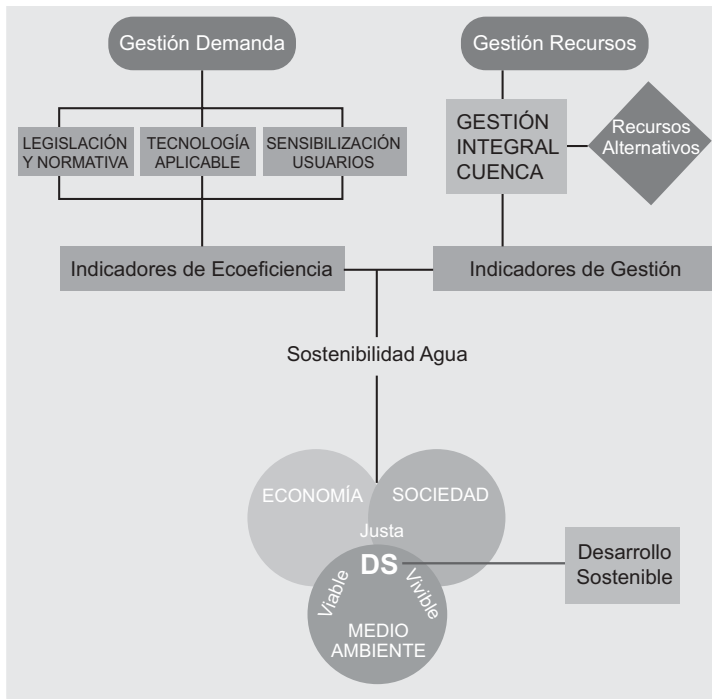 Gestión Demanda
Gestión Recursos
LEGISLACIÓN
Y NORMATIVA
TECNOLOGÍA
APLICABLE
SENSIBILIZACIÓN
USUARIOS
GESTIÓN
INTEGRAL
CUENCA
Recursos
Alternativos
Indicadores de Ecoeficiencia
Indicadores de Gestión
Sostenibilidad Agua
ECONOMÍA
SOCIEDAD
Justa
DS
Viable
Vivible
MEDIO
AMBIENTE
Desarrollo
Sostenible